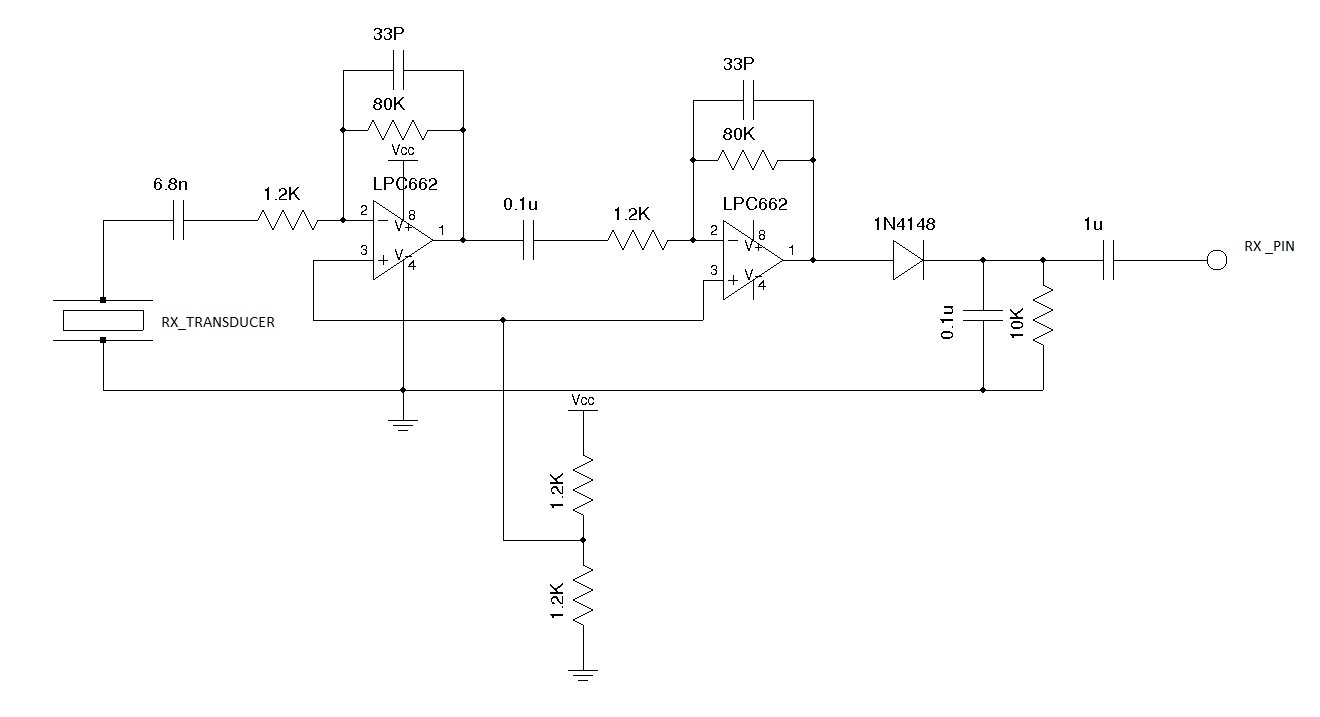 33P
80K
Vcc
LPC662
6.8n
1.2K
2
−
8
V+
1
3
+
V-
4
0.1u
1.2K
33P
80K
LPC662
2
−
8
V+
1
3
+
V-
4
1N4148
1u
RX _PIN
0.1u
10K
RX_TRANSDUCER
Vcc
1.2K
1.2K